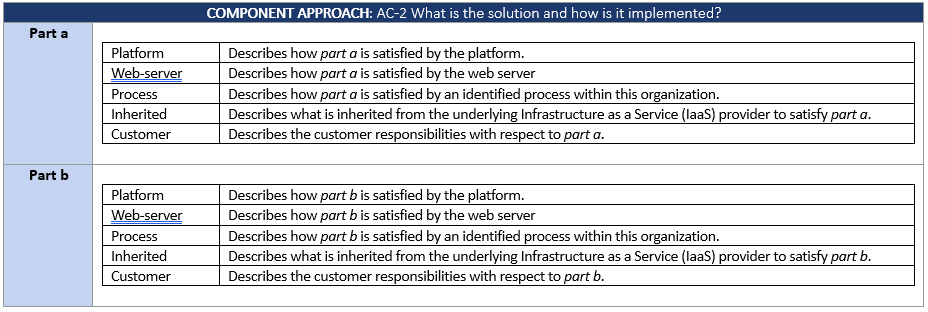 COMPONENT APPROACH: AC-2 What is the solution and how is it implemented?
Part a
Platform Describes how part a is satisfied by the platform.
Web-server Describes how part a is satisfied by the web server
Process Describes how part a is satisfied by an identified process within this organization.
Inherited Describes what is inherited from the underlying Infrastructure as a Service (IaaS) provider to satisfy part a.
Customer Describes the customer responsibilities with respect to part a.
Part b
Platform Describes how part b is satisfied by the platform.
Web-server Describes how part b is satisfied by the web server
Process Describes how part b is satisfied by an identified process within this organization.
Inherited Describes what is inherited from the underlying Infrastructure as a Service (IaaS) provider to satisfy part b.
Customer Describes the customer responsibilities with respect to part b.